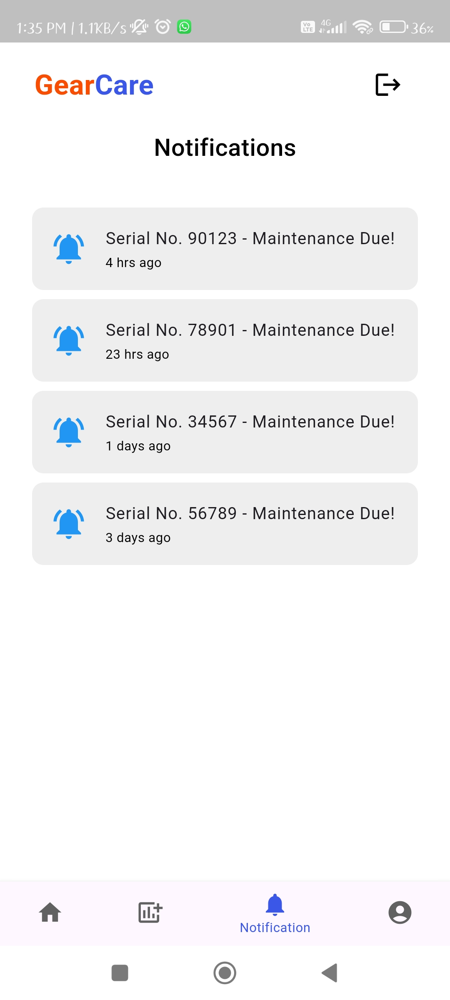 1:35 PM | 1.1KB/s
Vo LTE 4G 36%
GearCare
Notifications
Serial No. 90123 - Maintenance Due!
4 hrs ago
Serial No. 78901 - Maintenance Due!
23 hrs ago
Serial No. 34567 - Maintenance Due!
1 days ago
Serial No. 56789 - Maintenance Due!
3 days ago
Notification